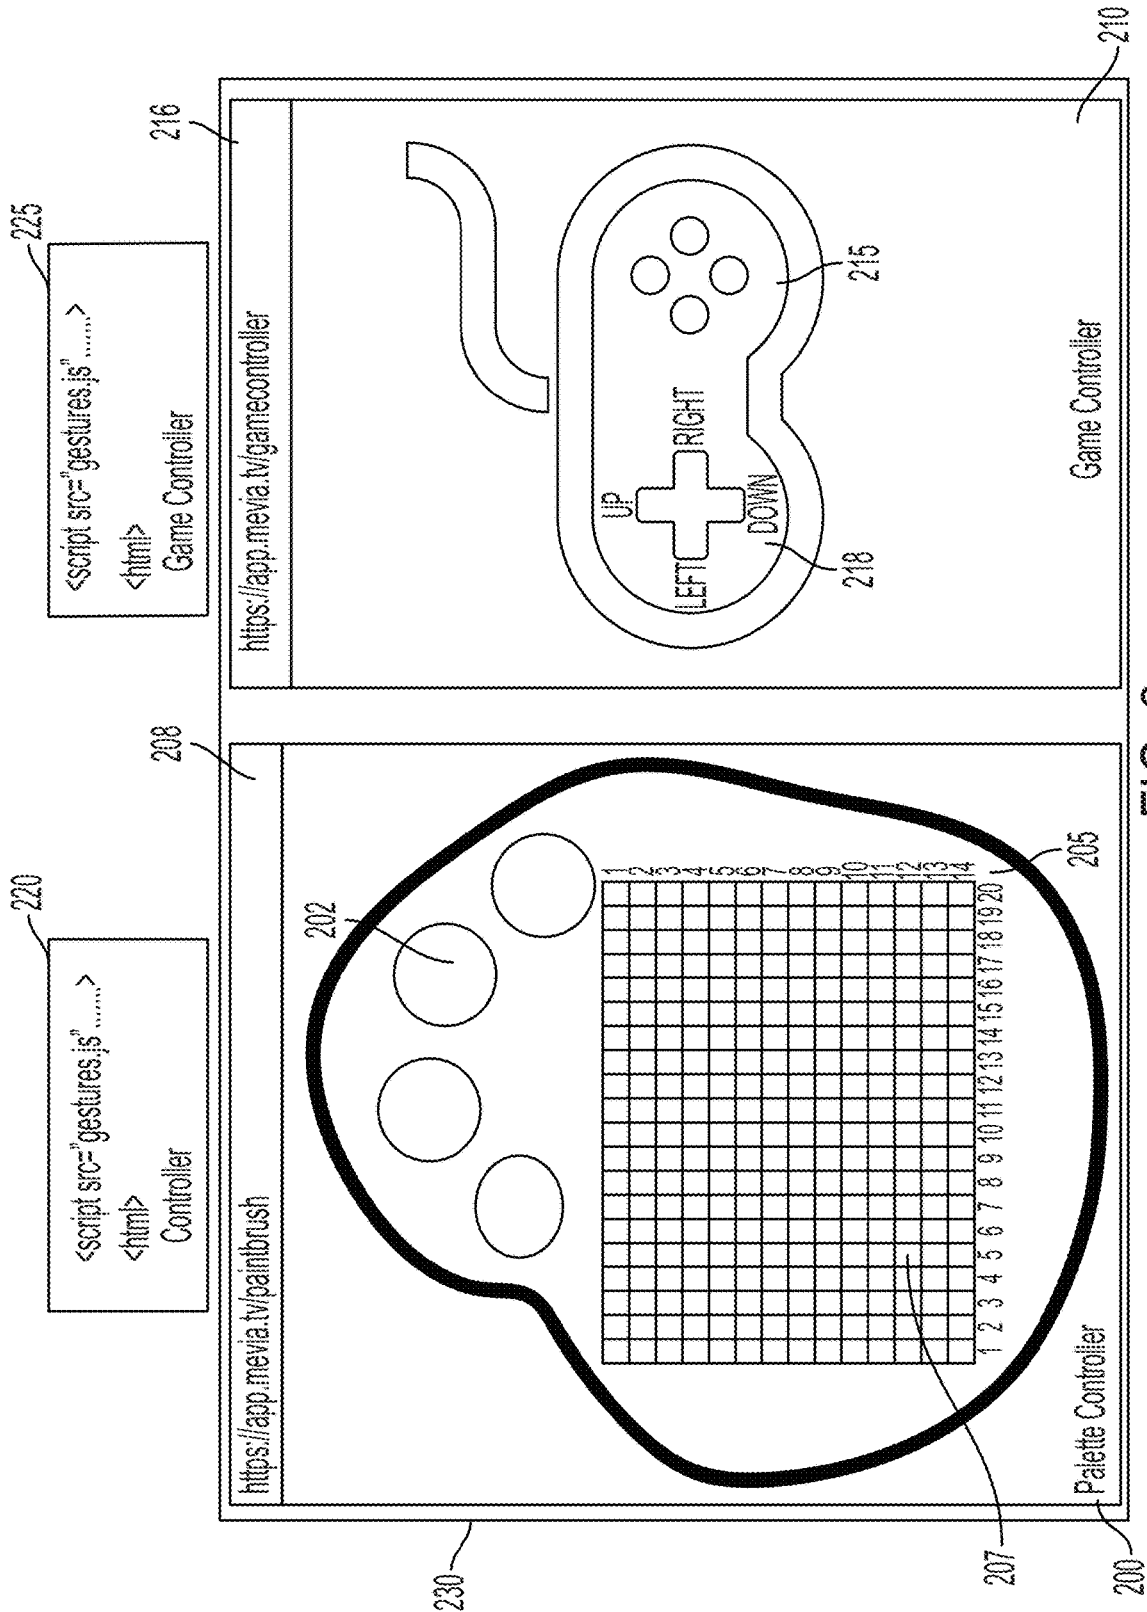 220
<script src="gestures.js" .......>
<html>
Controller
225
<script src="gestures.js" .......>
<html>
Game Controller
230
208
https://app.mevia.tv/paintbrush
202
1
2
3
4
5
6
7
8
9
10
11
12
13
14
1 2 3 4 5 6 7 8 9 10 11 12 13 14 15 16 17 18 19 20
205
207
Palette Controller
200
216
https://app.mevia.tv/gamecontroller
UP
LEFT
RIGHT
DOWN
218
215
Game Controller
210